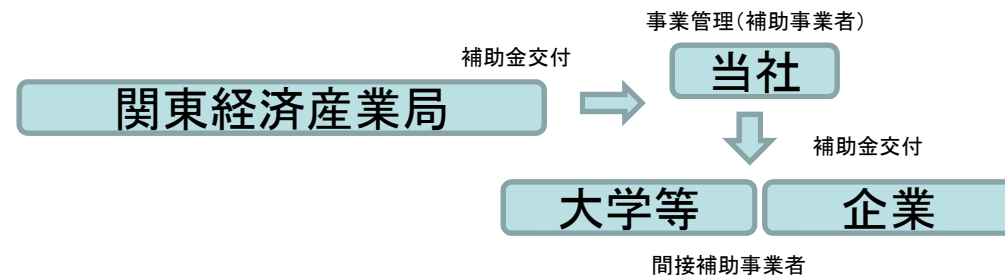 事業管理（補助事業者）
補助金交付
当社
関東経済産業局
補助金交付
大学等
企業
間接補助事業者